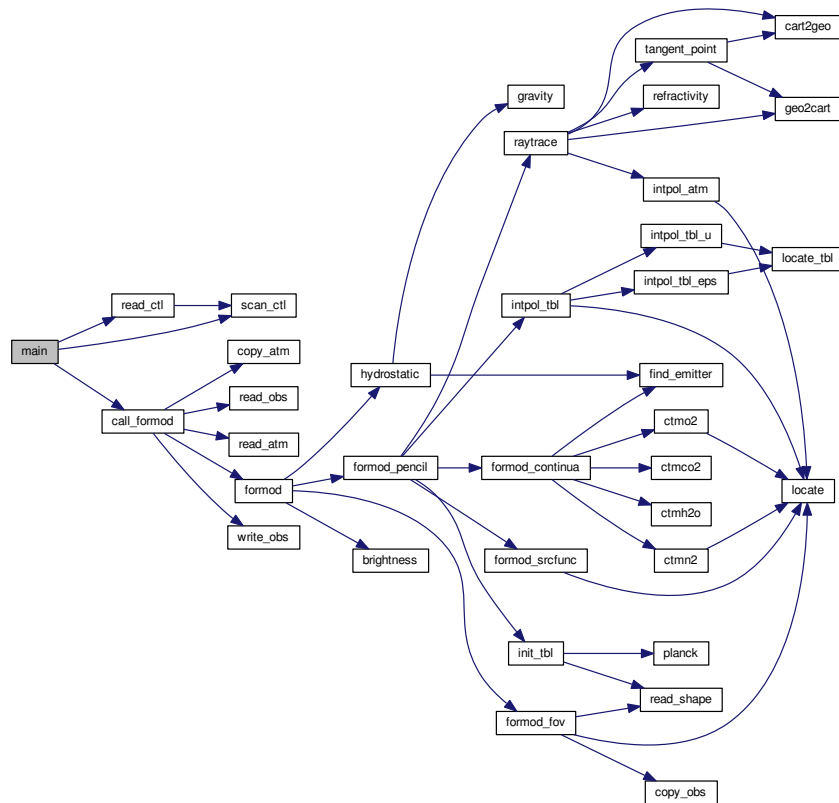 cart2geo
tangent_point
gravity
refractivity
geo2cart
raytrace
intpol_atm
intpol_tbl_u
locate_tbl
intpol_tbl_eps
read_ctl
scan_ctl
intpol_tbl
main
copy_atm
hydrostatic
find_emitter
read_obs
call_formod
ctmo2
read_atm
formod_pencil
formod_continua
ctmco2
formod
locate
ctmh2o
write_obs
brightness
formod_srcfunc
ctmn2
init_tbl
planck
read_shape
formod_fov
copy_obs